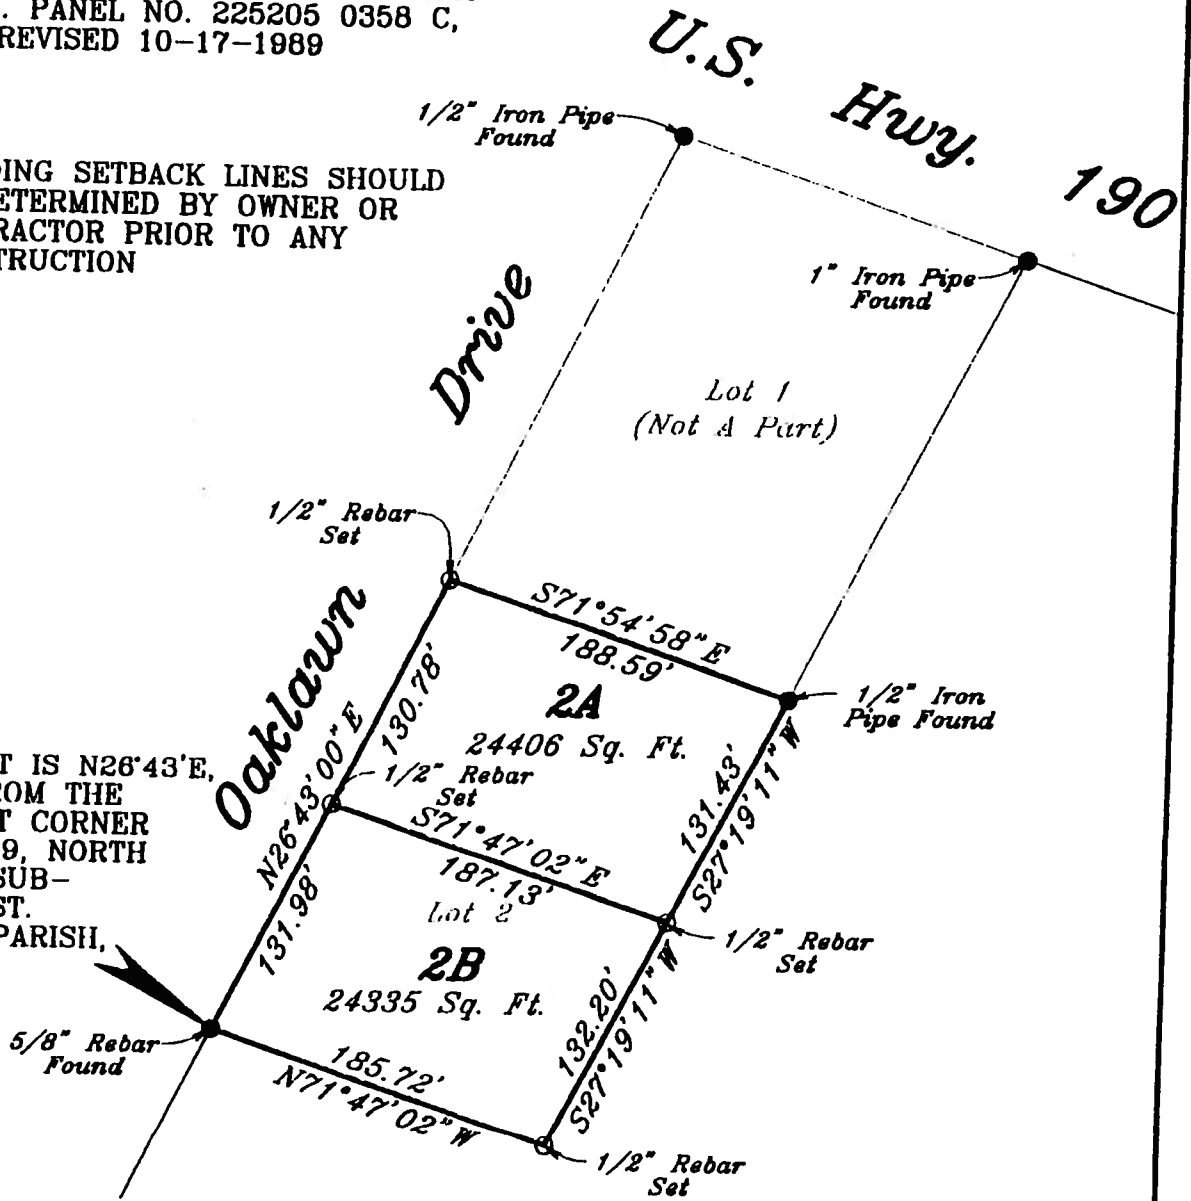 . PANEL NO. 225205 0358 C,
REVISED 10-17-1989
U.S. Hwy. 190
1/2" Iron Pipe
Found
ING SETBACK LINES SHOULD
ETERMINED BY OWNER OR
RACTOR PRIOR TO ANY
TRUCTION
1" Iron Pipe
Found
Lot 1
(Not A Part)
Oaklawn Drive
1/2" Rebar
Set
S71°54'58"E
188.59'
2A
24406 Sq. Ft.
130.78'
N26°43'00"E
1/2" Iron
Pipe Found
131.43'
S27°19'11"W
1/2" Rebar
Set
S71°47'02"E
187.13'
Lot 2
2B
24335 Sq. Ft.
131.98'
T IS N26°43'E,
OM THE
T CORNER
9, NORTH
SUB-
ST.
PARISH,
1/2" Rebar
Set
132.20'
S27°19'11"W
5/8" Rebar
Found
185.72'
N71°47'02"W
1/2" Rebar
Set